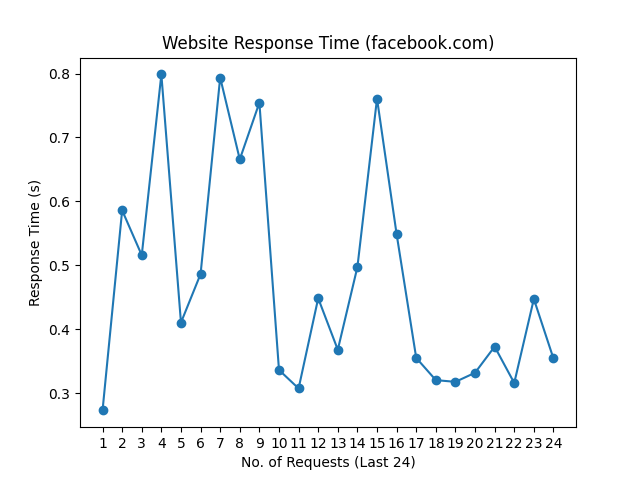 Website Response Time (facebook.com)
0.8
0.7
0.6
0.5
0.4
0.3
Response Time (s)
1 2 3 4 5 6 7 8 9 10 11 12 13 14 15 16 17 18 19 20 21 22 23 24
No. of Requests (Last 24)